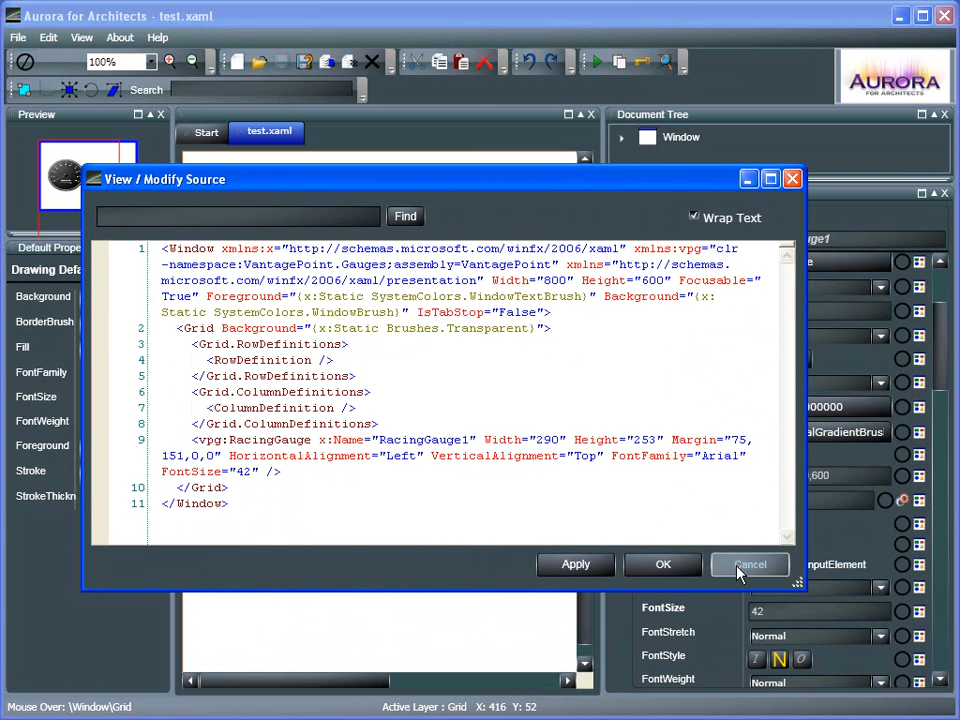 Aurora for Architects - test.xaml
File Edit View About Help
100%
Search
AURORA
FOR ARCHITECTS
Preview
Start test.xaml
Document Tree
Window
View / Modify Source
Find
Wrap Text
1 <Window xmlns:x="http://schemas.microsoft.com/winfx/2006/xaml" xmlns:vpg="clr
-namespace:VantagePoint.Gauges;assembly=VantagePoint" xmlns="http://schemas.
microsoft.com/winfx/2006/xaml/presentation" Width="800" Height="600" Focusable="
True" Foreground="{x:Static SystemColors.WindowTextBrush}" Background="{x:
Static SystemColors.WindowBrush}" IsTabStop="False">
2 <Grid Background="{x:Static Brushes.Transparent}">
3 <Grid.RowDefinitions>
4 <RowDefinition />
5 </Grid.RowDefinitions>
6 <Grid.ColumnDefinitions>
7 <ColumnDefinition />
8 </Grid.ColumnDefinitions>
9 <vpg:RacingGauge x:Name="RacingGauge1" Width="290" Height="253" Margin="75,
151,0,0" HorizontalAlignment="Left" VerticalAlignment="Top" FontFamily="Arial"
FontSize="42" />
10 </Grid>
11 </Window>
Apply OK Cancel
Default Prope
Drawing Defa
Background
BorderBrush
Fill
FontFamily
FontSize
FontWeight
Foreground
Stroke
StrokeThickn
uge1
000000
alGradientBrus
0,600
nputElement
FontSize 42
FontStretch Normal
FontStyle I N O
FontWeight Normal
Mouse Over: \Window\Grid Active Layer : Grid X: 416 Y: 52